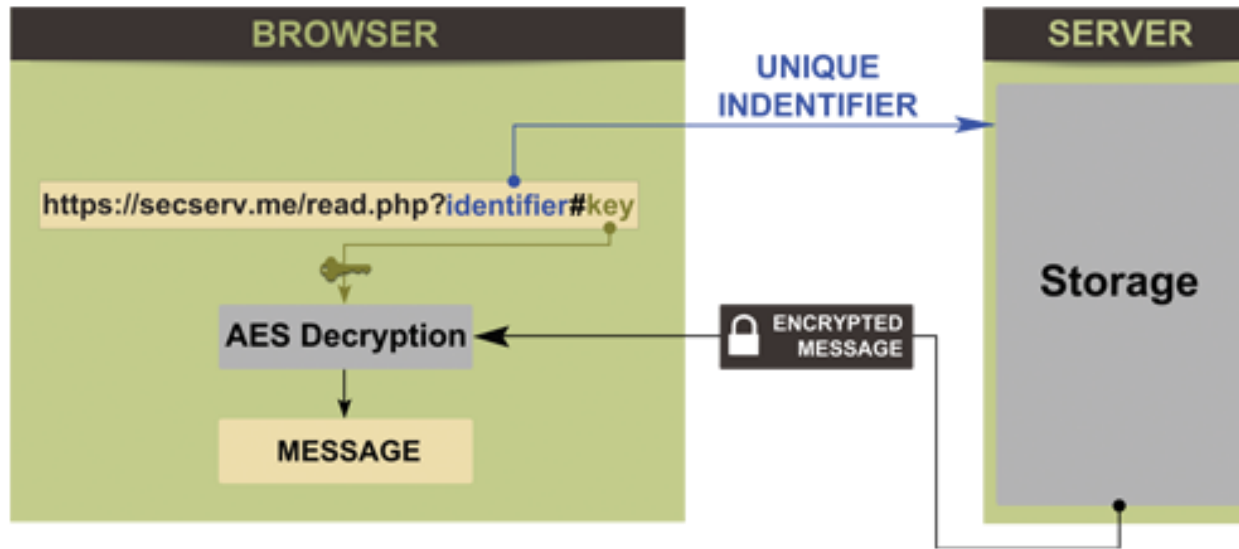 BROWSER
SERVER
UNIQUE
INDENTIFIER
https://secserv.me/read.php?identifier#key
Storage
AES Decryption
ENCRYPTED
MESSAGE
MESSAGE